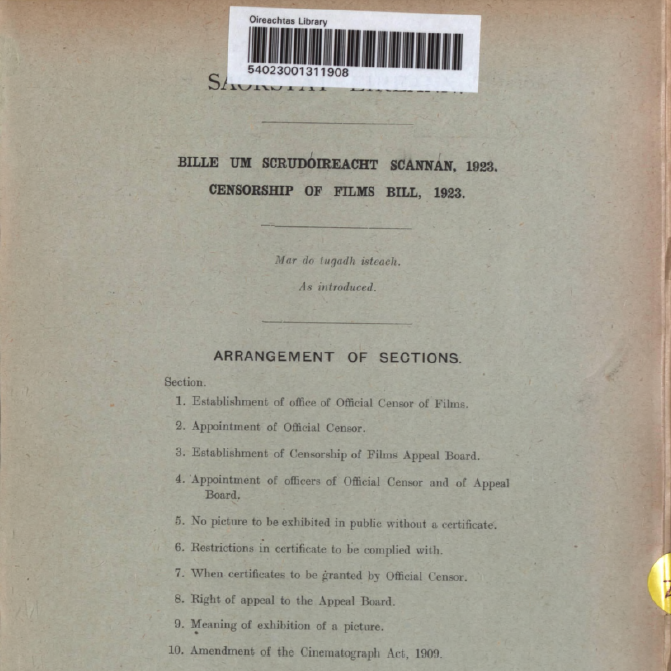 Oireachtas Library
54023001311908
BILLE UM SCRUDÓIREACHT SCANNÁN, 1923.
CENSORSHIP OF FILMS BILL, 1923.
Mar do tugadh isteach.
As introduced.
ARRANGEMENT OF SECTIONS.
Section.
1. Establishment of office of Official Censor of Films.
2. Appointment of Official Censor.
3. Establishment of Censorship of Films Appeal Board.
4. Appointment of officers of Official Censor and of Appeal
Board.
5. No picture to be exhibited in public without a certificate.
6. Restrictions in certificate to be complied with.
7. When certificates to be granted by Official Censor.
8. Right of appeal to the Appeal Board.
9. Meaning of exhibition of a picture.
10. Amendment of the Cinematograph Act, 1909.